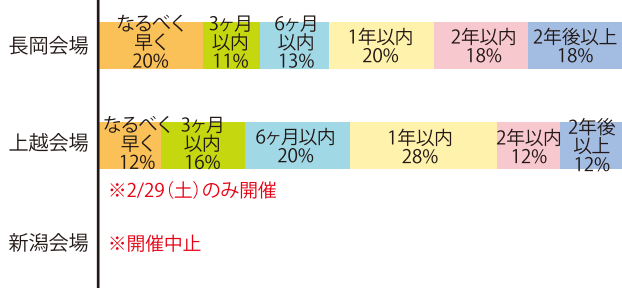 長岡会場
なるべく
早く
20%
3ヶ月
以内
11%
6ヶ月
以内
13%
1年以内
20%
2年以内
18%
2年後以上
18%
上越会場
なるべく
早く
12%
3ヶ月
以内
16%
6ヶ月以内
20%
1年以内
28%
2年以内
12%
2年後
以上
12%
※2/29（土）のみ開催
新潟会場
※開催中止